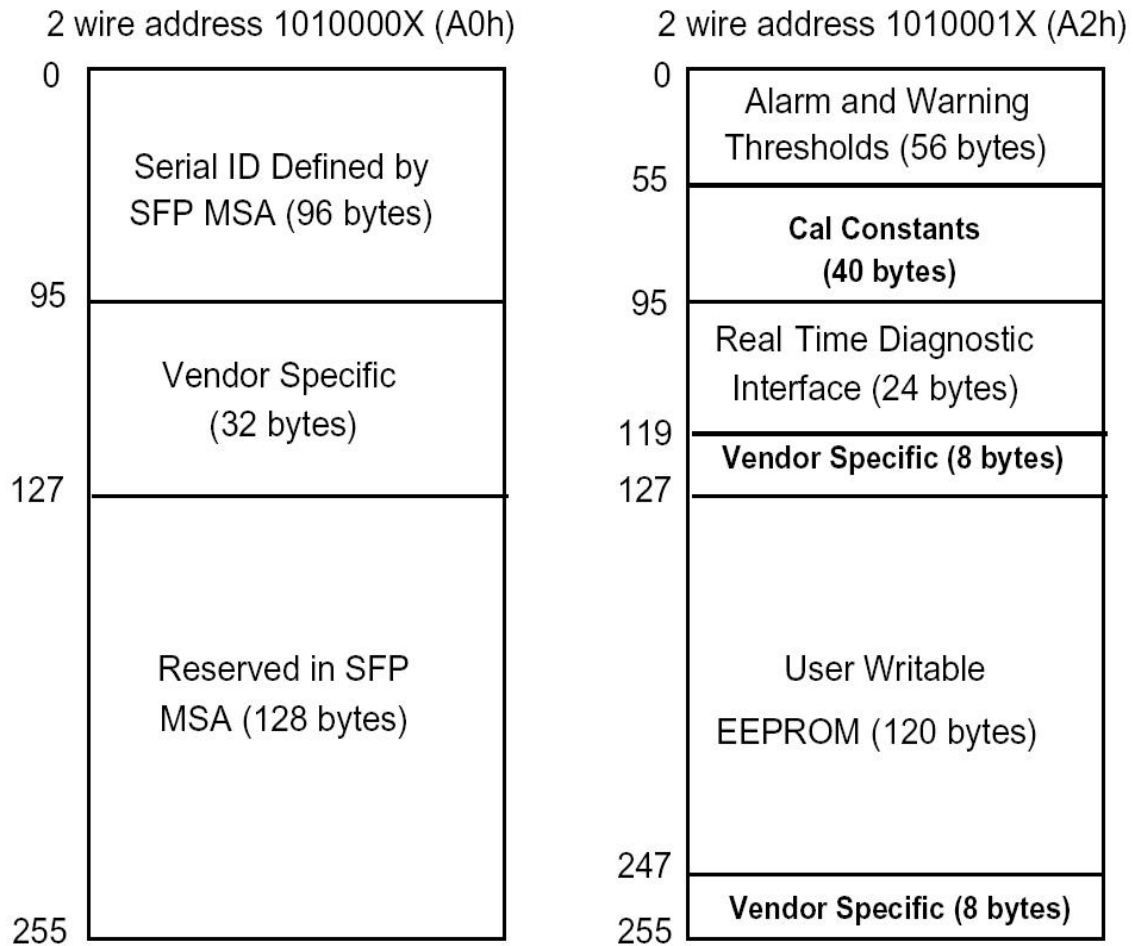 2 wire address 1010000X (A0h)
0
Serial ID Defined by
SFP MSA (96 bytes)
95
Vendor Specific
(32 bytes)
127
Reserved in SFP
MSA (128 bytes)
255
2 wire address 1010001X (A2h)
0
Alarm and Warning
Thresholds (56 bytes)
55
Cal Constants
(40 bytes)
95
Real Time Diagnostic
Interface (24 bytes)
119
Vendor Specific (8 bytes)
127
User Writable
EEPROM (120 bytes)
247
Vendor Specific (8 bytes)
255